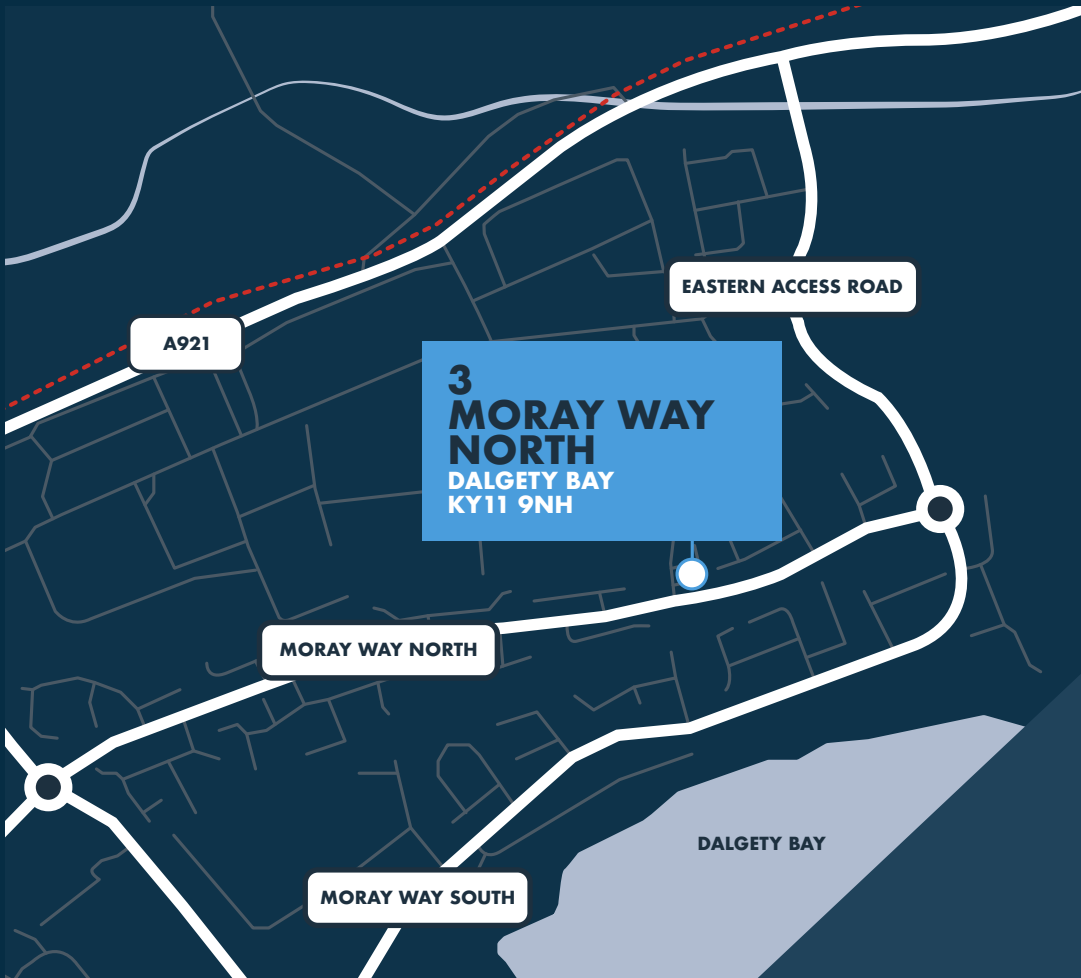 EASTERN ACCESS ROAD
A921
3
MORAY WAY
NORTH
DALGETY BAY
KY11 9NH
MORAY WAY NORTH
DALGETY BAY
MORAY WAY SOUTH